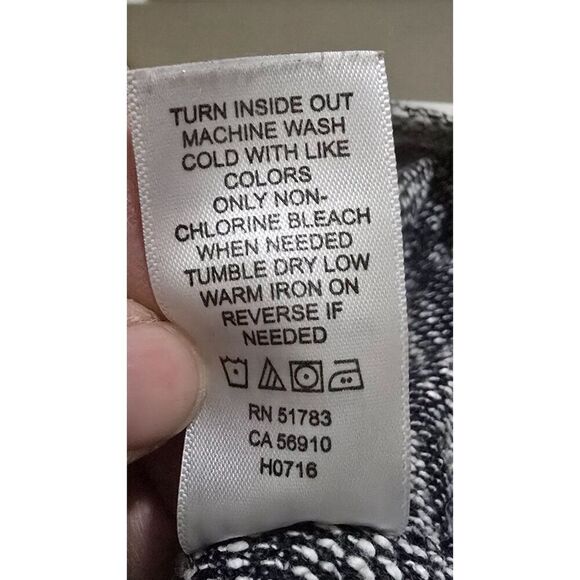 TURN INSIDE OUT
MACHINE WASH
COLD WITH LIKE
COLORS
ONLY NON-
CHLORINE BLEACH
WHEN NEEDED
TUMBLE DRY LOW
WARM IRON ON
REVERSE IF
NEEDED
RN 51783
CA 56910
H0716